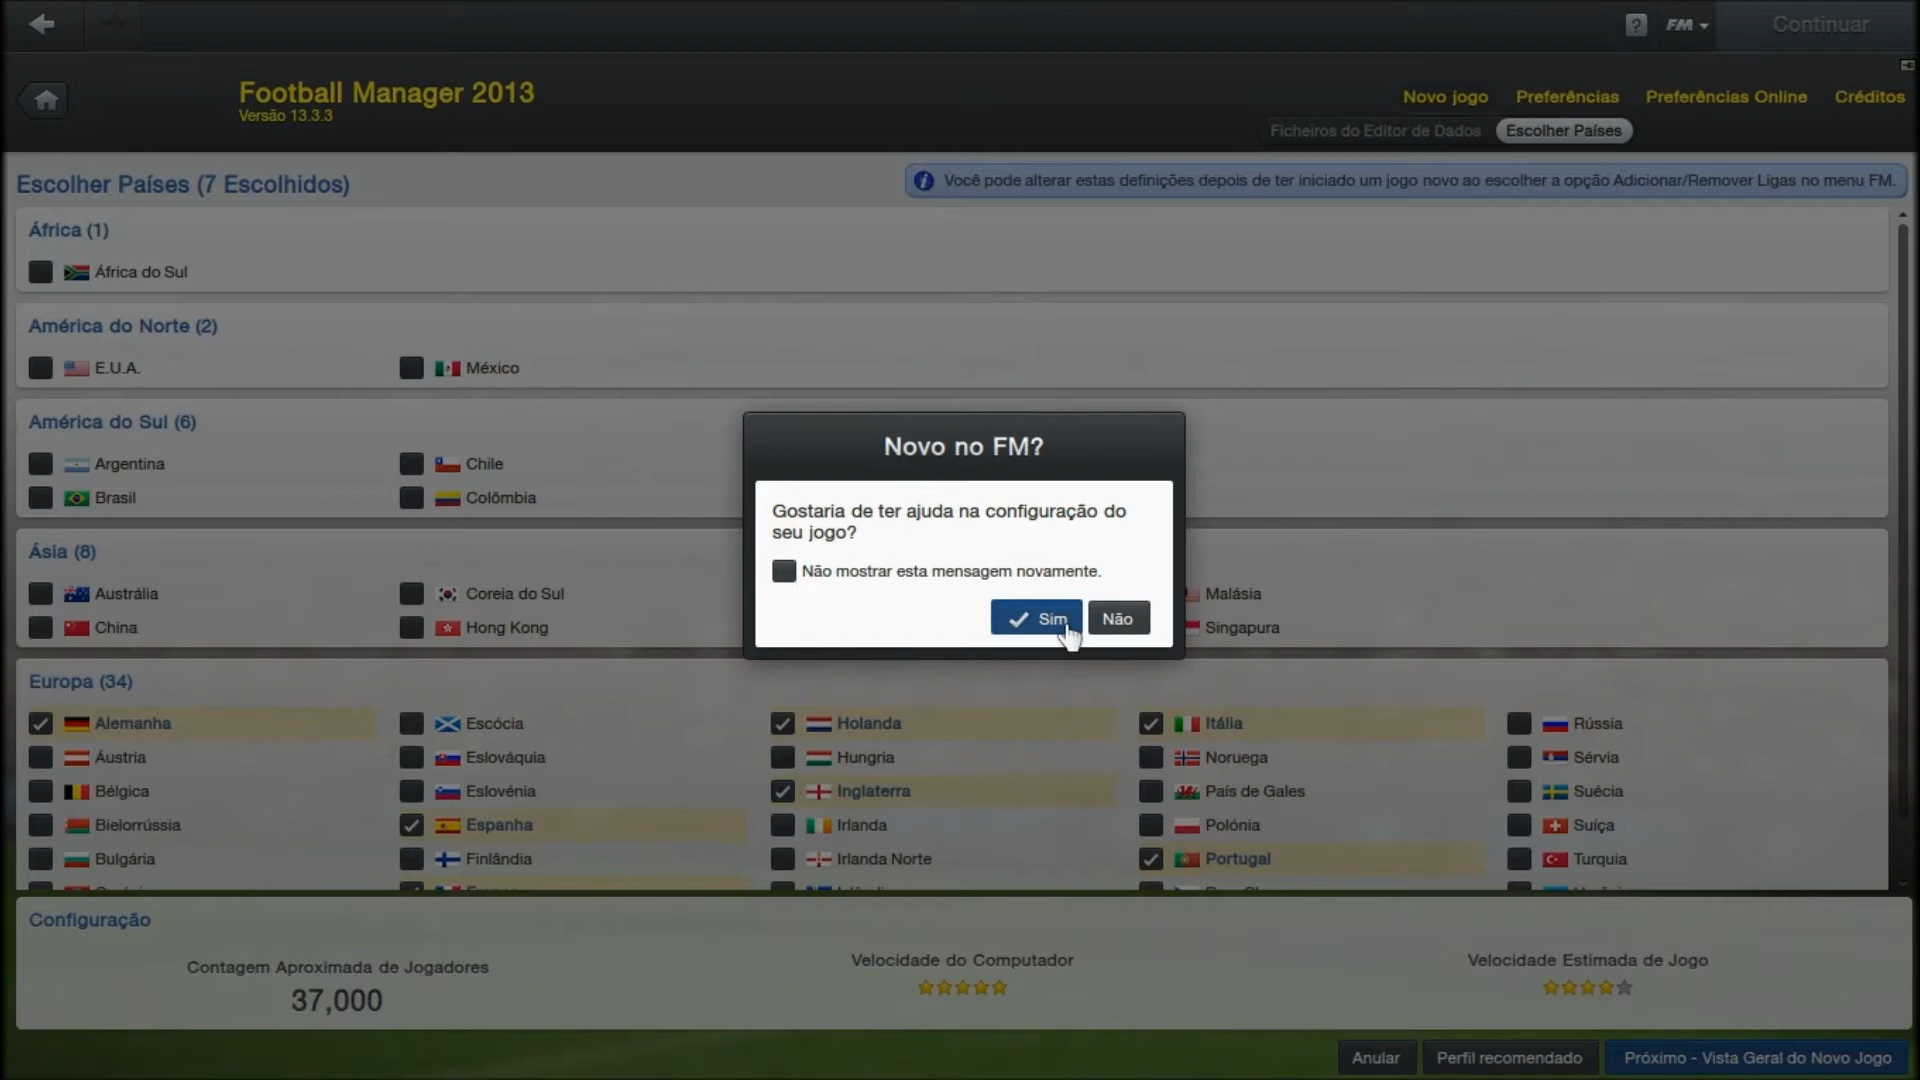 FM
Continuar
Football Manager 2013
Versão 13.3.3
Novo jogo Preferências Preferências Online Créditos
Ficheiros do Editor de Dados Escolher Países
Escolher Países (7 Escolhidos)
Você pode alterar estas definições depois de ter iniciado um jogo novo ao escolher a opção Adicionar/Remover Ligas no menu FM.
África (1)
África do Sul
América do Norte (2)
E.U.A. México
América do Sul (6)
Argentina Chile
Brasil Colômbia
Novo no FM?
Gostaria de ter ajuda na configuração do
seu jogo?
Não mostrar esta mensagem novamente.
Sim Não
Ásia (8)
Austrália Coreia do Sul Malásia
China Hong Kong Singapura
Europa (34)
Alemanha Escócia Holanda Itália Rússia
Áustria Eslováquia Hungria Noruega Sérvia
Bélgica Eslovénia Inglaterra País de Gales Suécia
Bielorrússia Espanha Irlanda Polónia Suíça
Bulgária Finlândia Irlanda Norte Portugal Turquia
Configuração
Contagem Aproximada de Jogadores
37,000
Velocidade do Computador
Velocidade Estimada de Jogo
Anular Perfil recomendado Próximo - Vista Geral do Novo Jogo